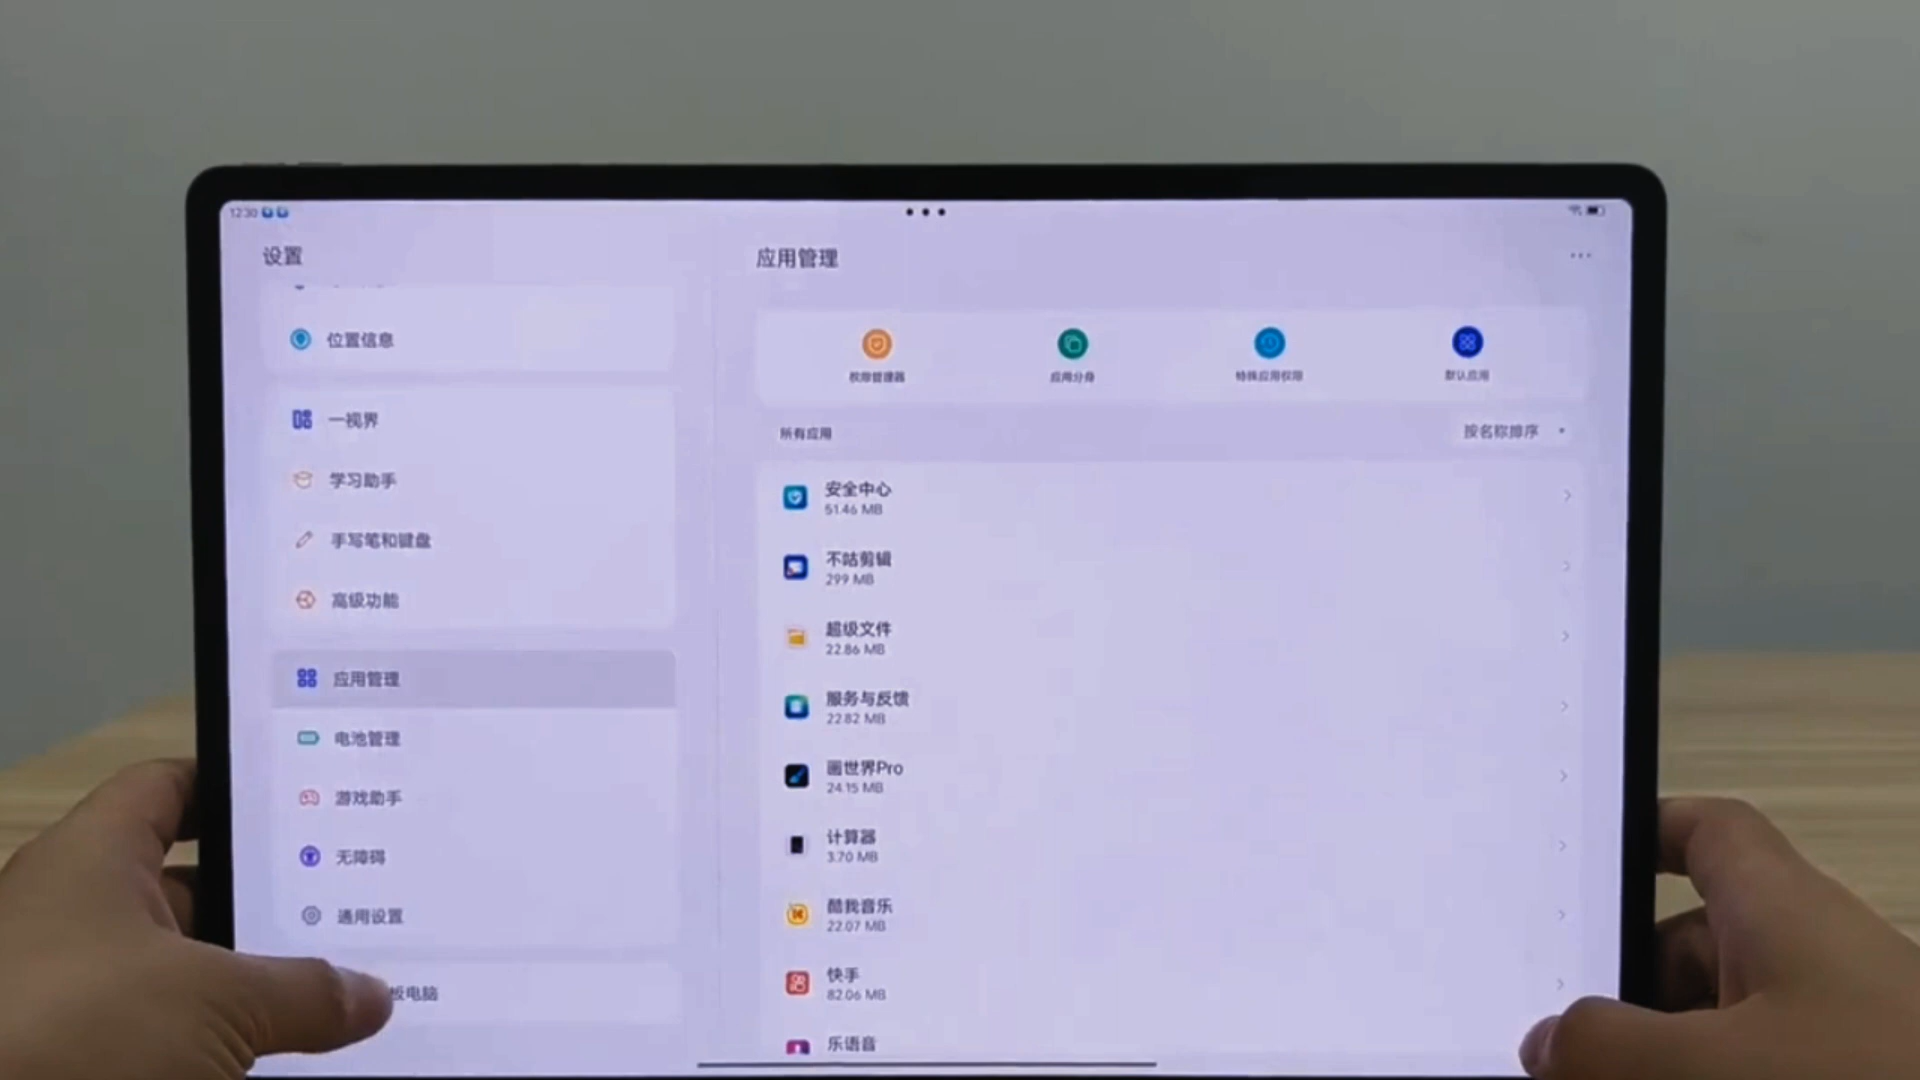 12:30
设置
位置信息
一视界
学习助手
手写笔和键盘
高级功能
应用管理
电池管理
游戏助手
无障碍
通用设置
板电脑
应用管理
权限管理器
应用分身
特殊应用权限
默认应用
所有应用
按名称排序
安全中心
51.46 MB
不咕剪辑
299 MB
超级文件
22.86 MB
服务与反馈
22.82 MB
画世界Pro
24.15 MB
计算器
3.70 MB
酷我音乐
22.07 MB
快手
82.06 MB
乐语音